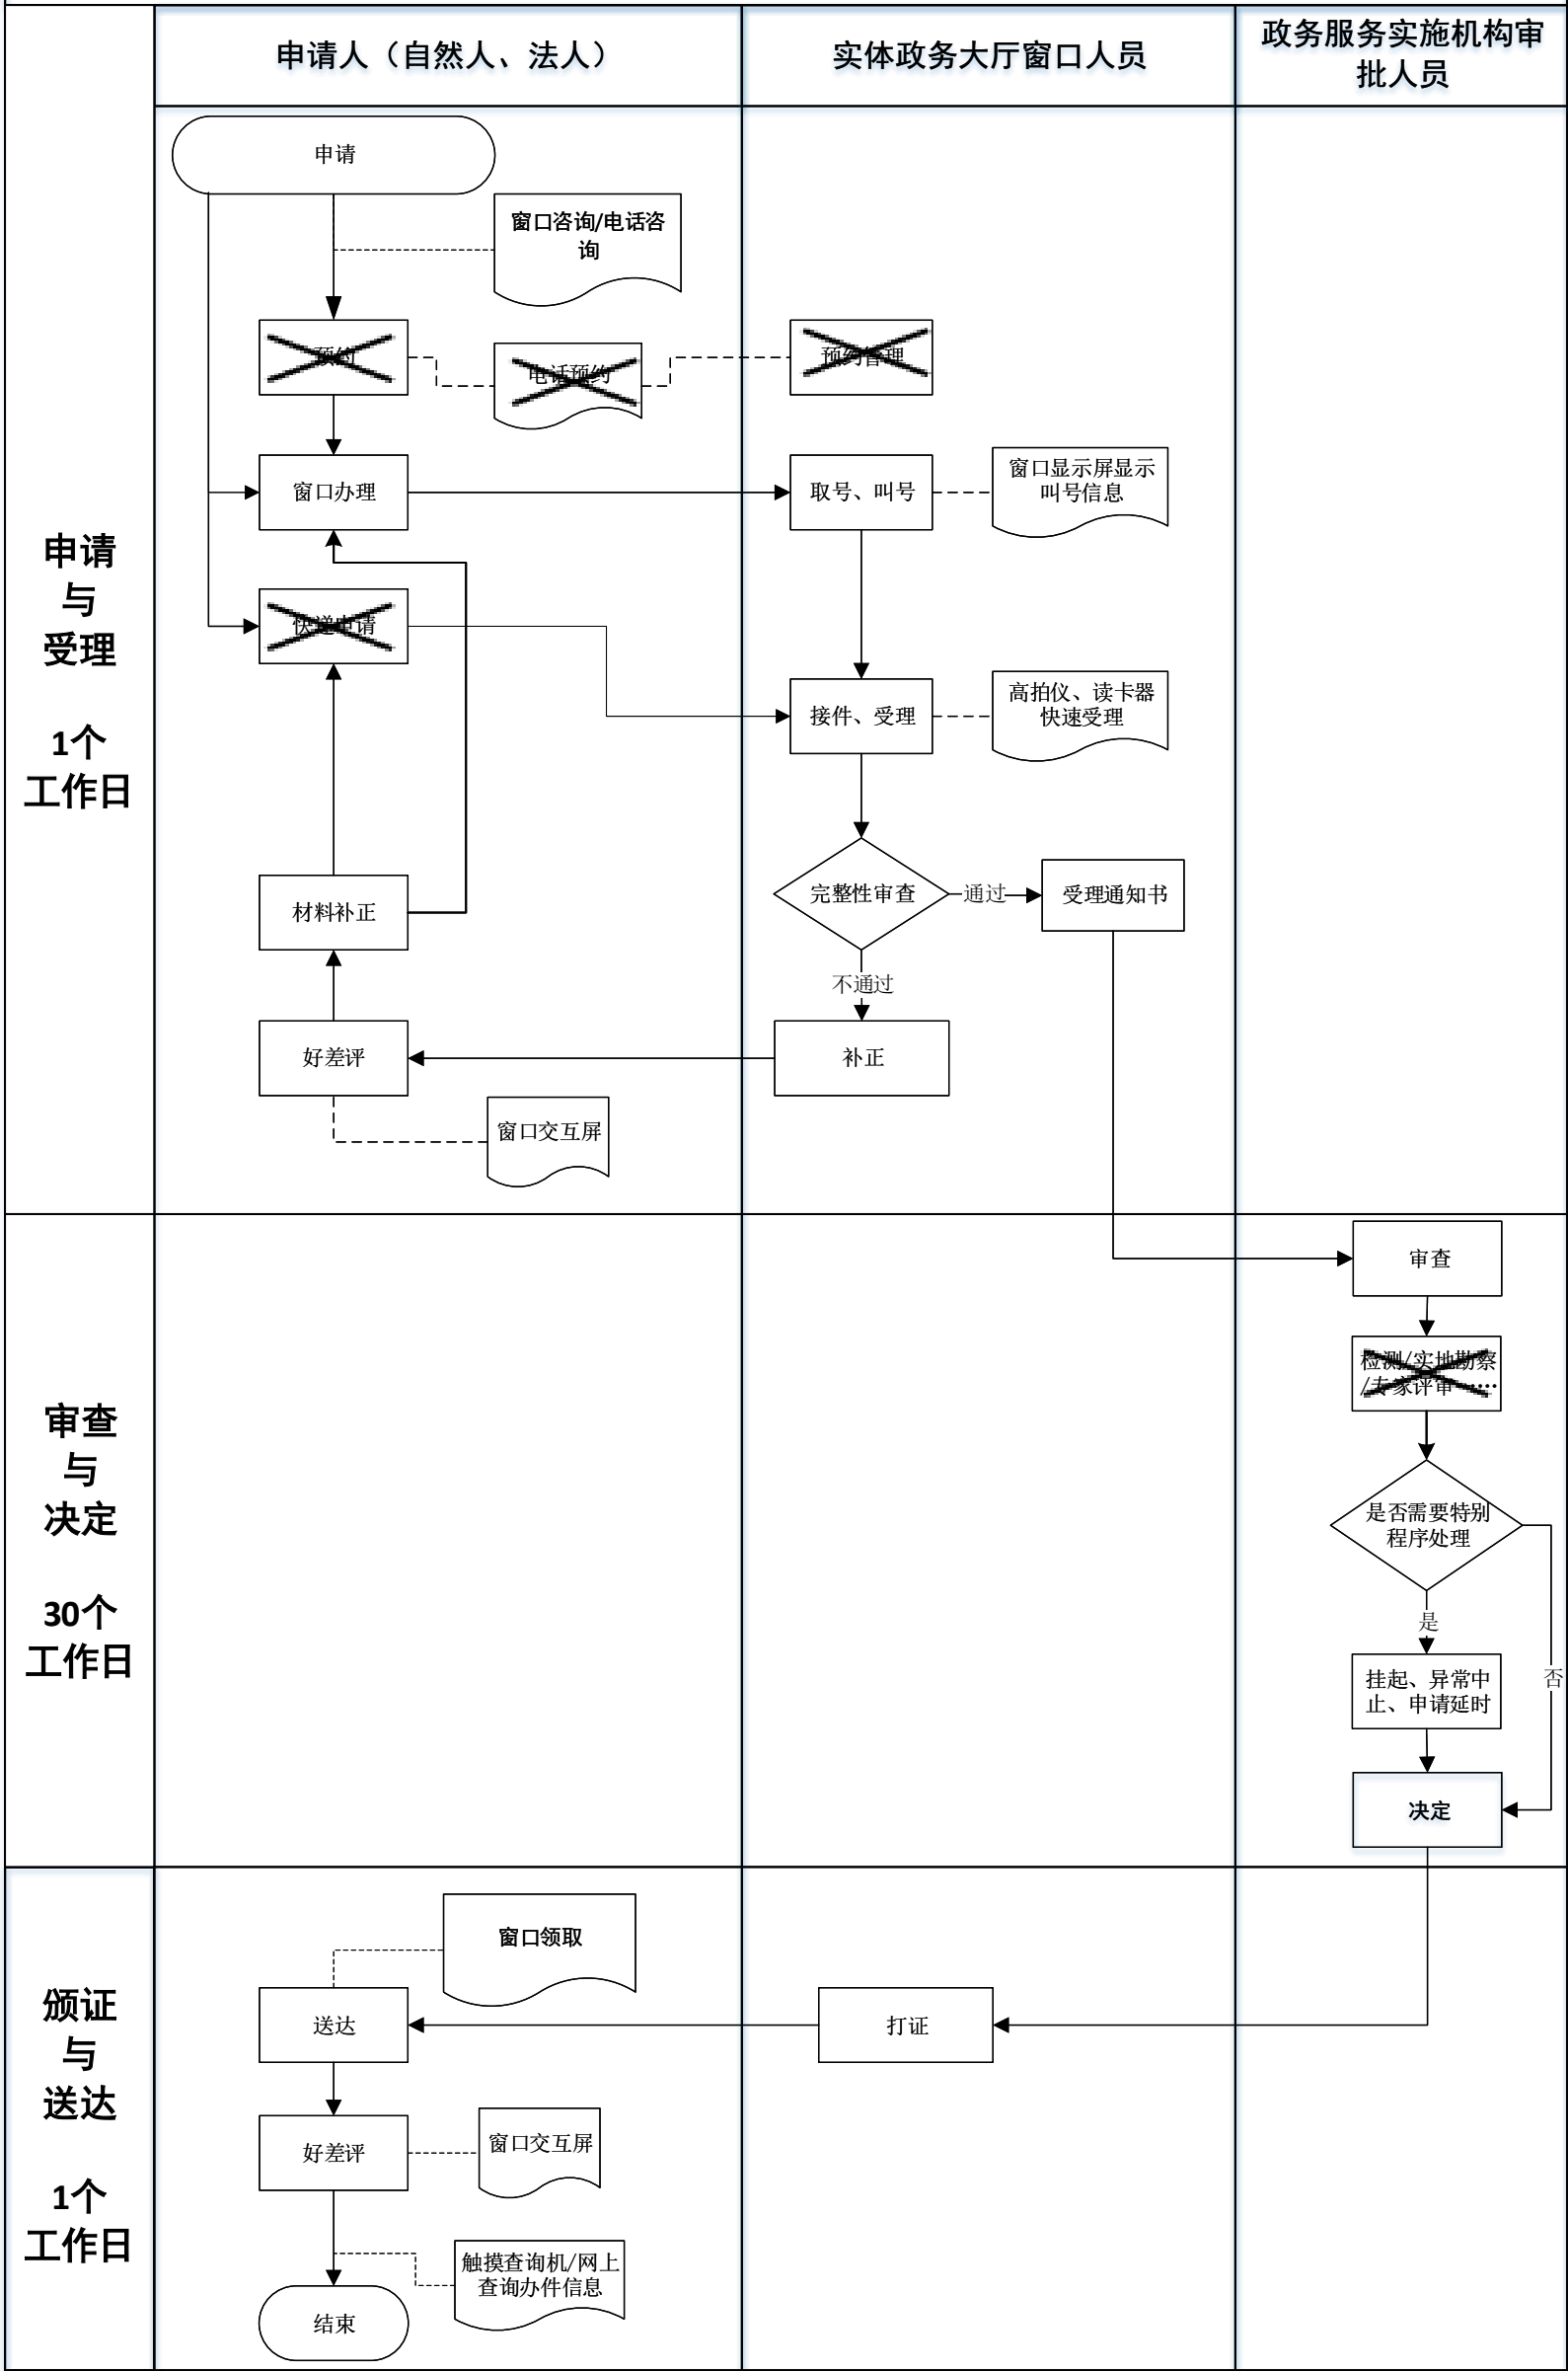 申请人（自然人、法人）
实体政务大厅窗口人员
政务服务实施机构审
批人员
申请
与
受理
1个
工作日
申请
窗口咨询/电话咨
询
预约
电话预约
预约管理
窗口办理
取号、叫号
窗口显示屏显示
叫号信息
快递申请
接件、受理
高拍仪、读卡器
快速受理
材料补正
完整性审查
通过
受理通知书
不通过
好差评
补正
窗口交互屏
审查
与
决定
30个
工作日
审查
检测/实地勘察
/专家评审……
是否需要特别
程序处理
是
否
挂起、异常中
止、申请延时
决定
颁证
与
送达
1个
工作日
窗口领取
送达
打证
好差评
窗口交互屏
触摸查询机/网上
查询办件信息
结束